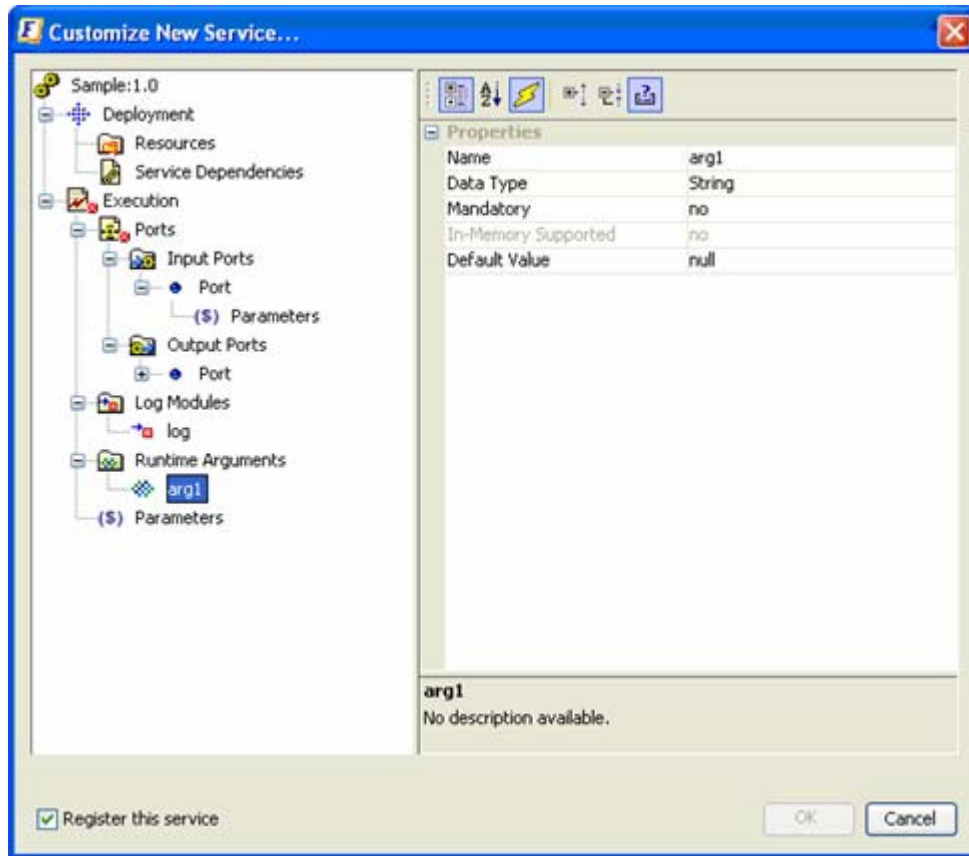 Customize New Service...
Sample:1.0
Deployment
Resources
Service Dependencies
Execution
Ports
Input Ports
Port
($) Parameters
Output Ports
Port
Log Modules
log
Runtime Arguments
arg1
($) Parameters
Properties
Name arg1
Data Type String
Mandatory no
In-Memory Supported no
Default Value null
arg1
No description available.
Register this service
OK Cancel